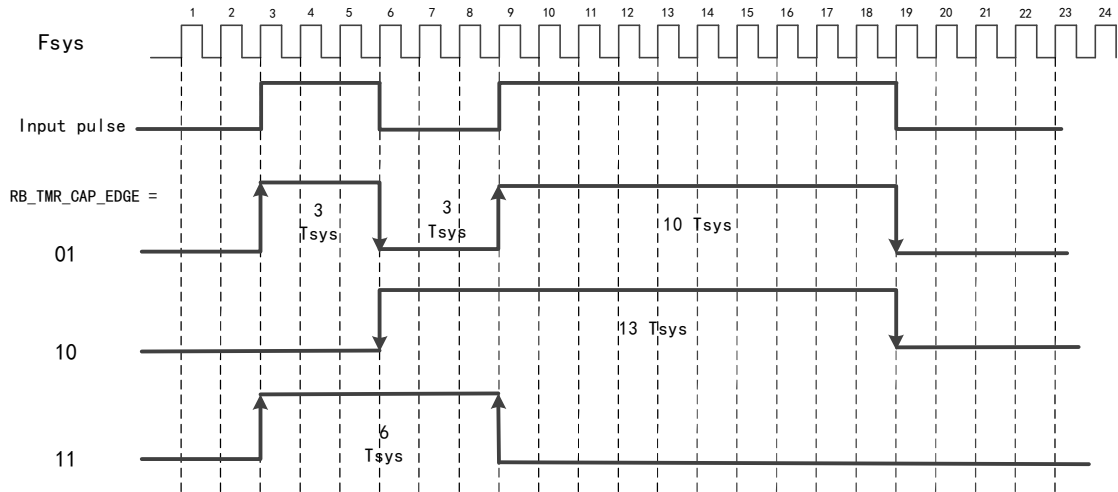 1 2 3 4 5 6 7 8 9 10 11 12 13 14 15 16 17 18 19 20 21 22 23 24
Fsys
Input pulse
RB_TMR_CAP_EDGE =
3
Tsys
3
Tsys
10 Tsys
01
13 Tsys
10
6
Tsys
11